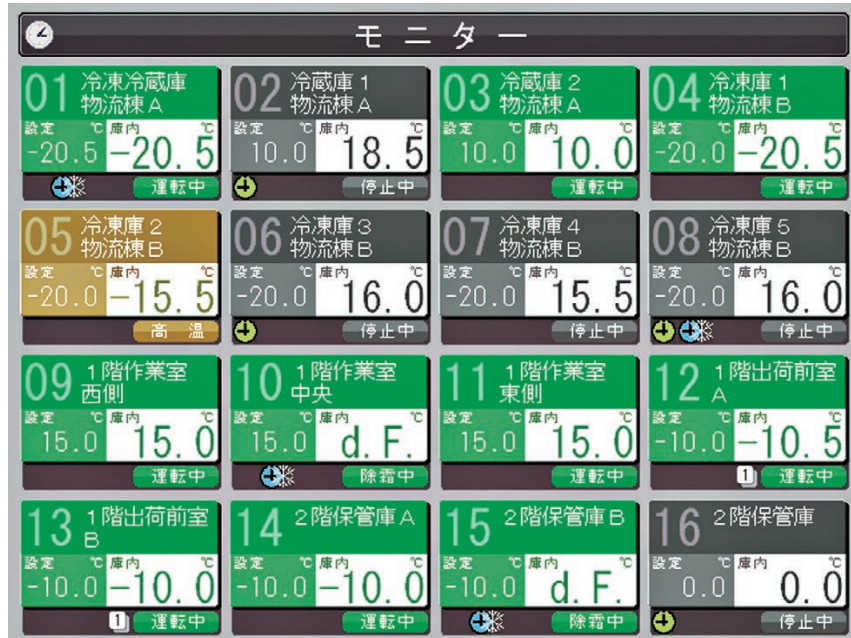 モニター
01 冷凍冷蔵庫
物流棟A
設定 ℃ 庫内 ℃
-20.5 -20.5
運転中
02 冷蔵庫1
物流棟A
設定 ℃ 庫内 ℃
10.0 18.5
停止中
03 冷蔵庫2
物流棟A
設定 ℃ 庫内 ℃
10.0 10.0
運転中
04 冷凍庫1
物流棟B
設定 ℃ 庫内 ℃
-20.0 -20.5
運転中
05 冷凍庫2
物流棟B
設定 ℃ 庫内 ℃
-20.0 -15.5
高温
06 冷凍庫3
物流棟B
設定 ℃ 庫内 ℃
-20.0 16.0
停止中
07 冷凍庫4
物流棟B
設定 ℃ 庫内 ℃
-20.0 15.5
停止中
08 冷凍庫5
物流棟B
設定 ℃ 庫内 ℃
-20.0 16.0
停止中
09 1階作業室
西側
設定 ℃ 庫内 ℃
15.0 15.0
運転中
10 1階作業室
中央
設定 ℃ 庫内 ℃
15.0 d.F.
除霜中
11 1階作業室
東側
設定 ℃ 庫内 ℃
15.0 15.0
運転中
12 1階出荷前室
A
設定 ℃ 庫内 ℃
-10.0 -10.5
1 運転中
13 1階出荷前室
B
設定 ℃ 庫内 ℃
-10.0 -10.0
1 運転中
14 2階保管庫A
設定 ℃ 庫内 ℃
-10.0 -10.0
運転中
15 2階保管庫B
設定 ℃ 庫内 ℃
-10.0 d.F.
除霜中
16 2階保管庫
設定 ℃ 庫内 ℃
0.0 0.0
停止中